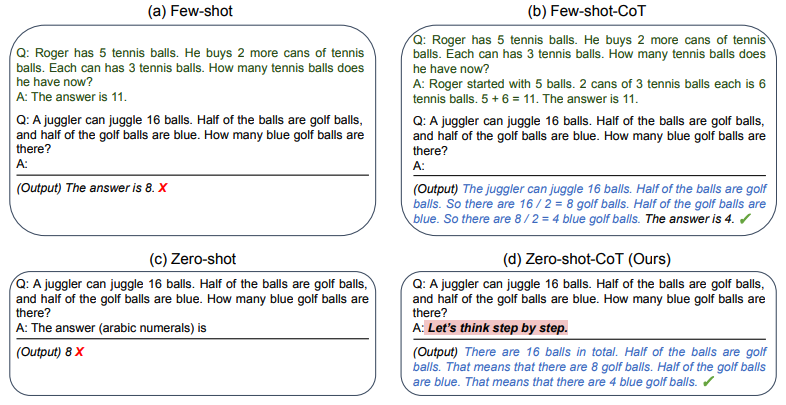 (a) Few-shot
Q: Roger has 5 tennis balls. He buys 2 more cans of tennis
balls. Each can has 3 tennis balls. How many tennis balls does
he have now?
A: The answer is 11.
Q: A juggler can juggle 16 balls. Half of the balls are golf balls,
and half of the golf balls are blue. How many blue golf balls are
there?
A:
(Output) The answer is 8. X
(b) Few-shot-CoT
Q: Roger has 5 tennis balls. He buys 2 more cans of tennis
balls. Each can has 3 tennis balls. How many tennis balls does
he have now?
A: Roger started with 5 balls. 2 cans of 3 tennis balls each is 6
tennis balls. 5 + 6 = 11. The answer is 11.
Q: A juggler can juggle 16 balls. Half of the balls are golf balls,
and half of the golf balls are blue. How many blue golf balls are
there?
A:
(Output) The juggler can juggle 16 balls. Half of the balls are golf
balls. So there are 16 / 2 = 8 golf balls. Half of the golf balls are
blue. So there are 8 / 2 = 4 blue golf balls. The answer is 4. ✓
(c) Zero-shot
Q: A juggler can juggle 16 balls. Half of the balls are golf balls,
and half of the golf balls are blue. How many blue golf balls are
there?
A: The answer (arabic numerals) is
(Output) 8 X
(d) Zero-shot-CoT (Ours)
Q: A juggler can juggle 16 balls. Half of the balls are golf balls,
and half of the golf balls are blue. How many blue golf balls are
there?
A: Let's think step by step.
(Output) There are 16 balls in total. Half of the balls are golf
balls. That means that there are 8 golf balls. Half of the golf balls
are blue. That means that there are 4 blue golf balls. ✓